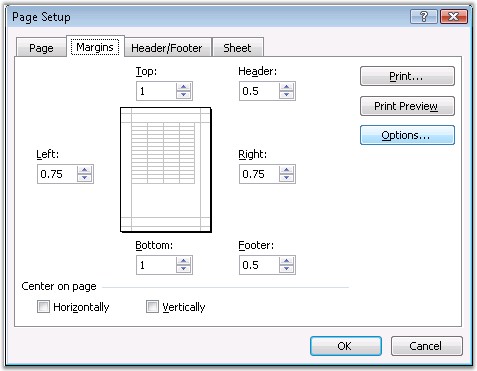 Page Setup
Page Margins Header/Footer Sheet
Top: Header:
1 0.5
Print...
Print Preview
Options...
Left: Right:
0.75 0.75
Bottom: Footer:
1 0.5
Center on page
Horizontally Vertically
OK Cancel